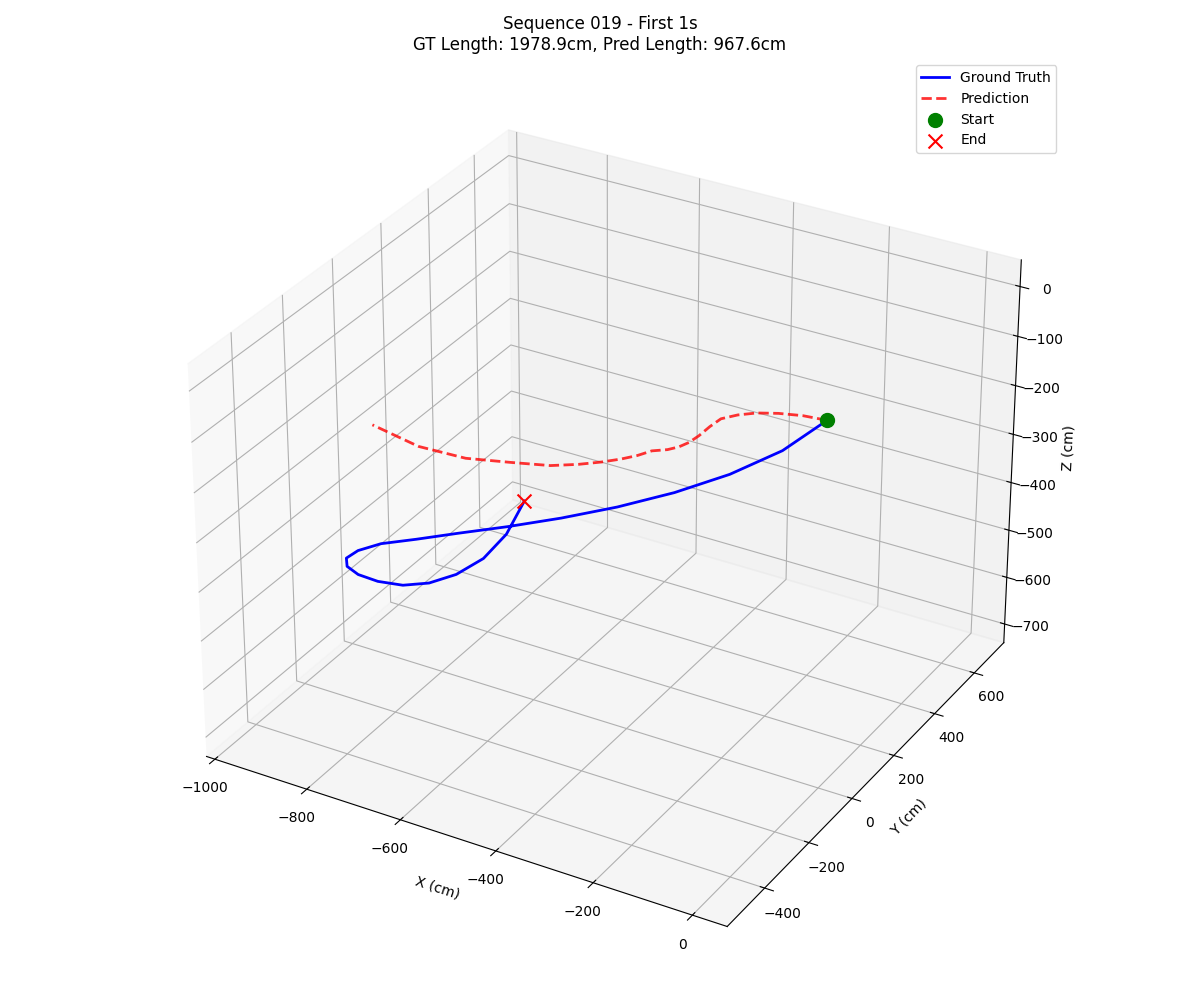 Sequence 019 - First 1s
GT Length: 1978.9cm, Pred Length: 967.6cm
Ground Truth
Prediction
Start
End
0
−100
−200
−300
−400
−500
−600
−700
Z (cm)
600
400
200
0
−200
−400
Y (cm)
−1000
−800
−600
−400
−200
0
X (cm)